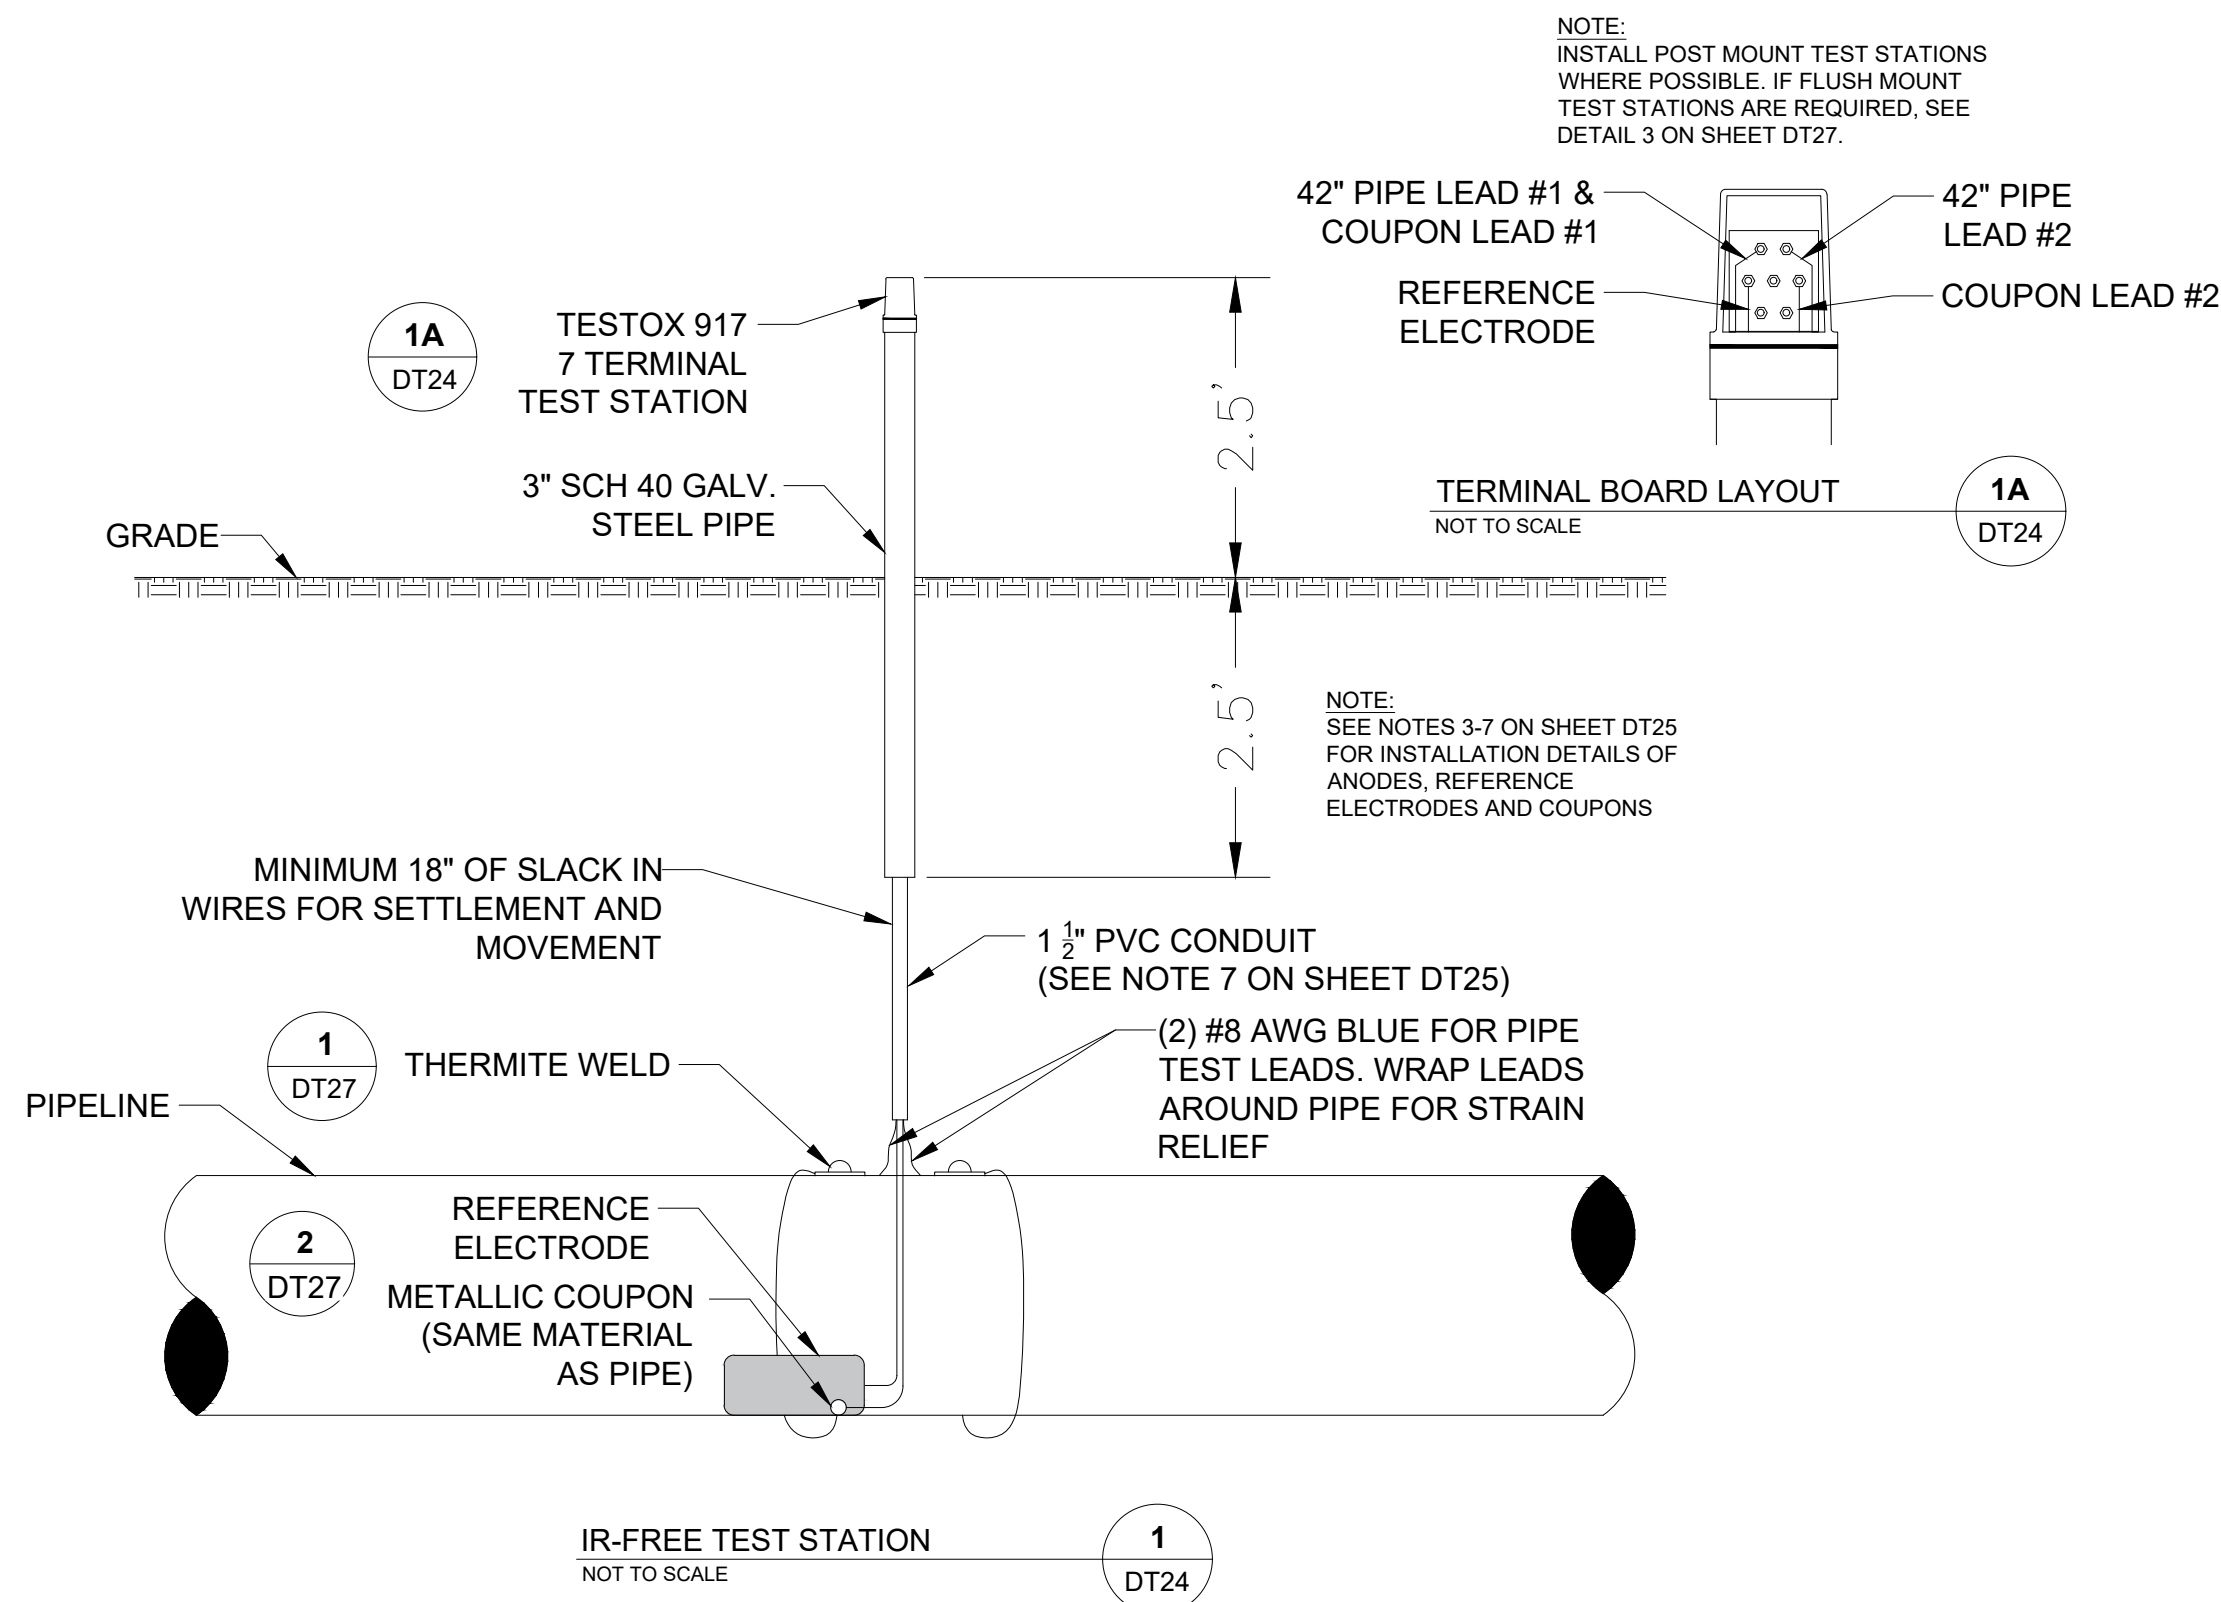 NOTE:
INSTALL POST MOUNT TEST STATIONS
WHERE POSSIBLE. IF FLUSH MOUNT
TEST STATIONS ARE REQUIRED, SEE
DETAIL 3 ON SHEET DT27.
42" PIPE LEAD #1 &
COUPON LEAD #1
42" PIPE
LEAD #2
REFERENCE
ELECTRODE
COUPON LEAD #2
TERMINAL BOARD LAYOUT
NOT TO SCALE
1A
DT24
1A
DT24
TESTOX 917
7 TERMINAL
TEST STATION
2.5'
3" SCH 40 GALV.
STEEL PIPE
GRADE
2.5'
NOTE:
SEE NOTES 3-7 ON SHEET DT25
FOR INSTALLATION DETAILS OF
ANODES, REFERENCE
ELECTRODES AND COUPONS
MINIMUM 18" OF SLACK IN
WIRES FOR SETTLEMENT AND
MOVEMENT
1 1/2" PVC CONDUIT
(SEE NOTE 7 ON SHEET DT25)
(2) #8 AWG BLUE FOR PIPE
TEST LEADS. WRAP LEADS
AROUND PIPE FOR STRAIN
RELIEF
1
DT27
THERMITE WELD
PIPELINE
2
DT27
REFERENCE
ELECTRODE
METALLIC COUPON
(SAME MATERIAL
AS PIPE)
IR-FREE TEST STATION
NOT TO SCALE
1
DT24